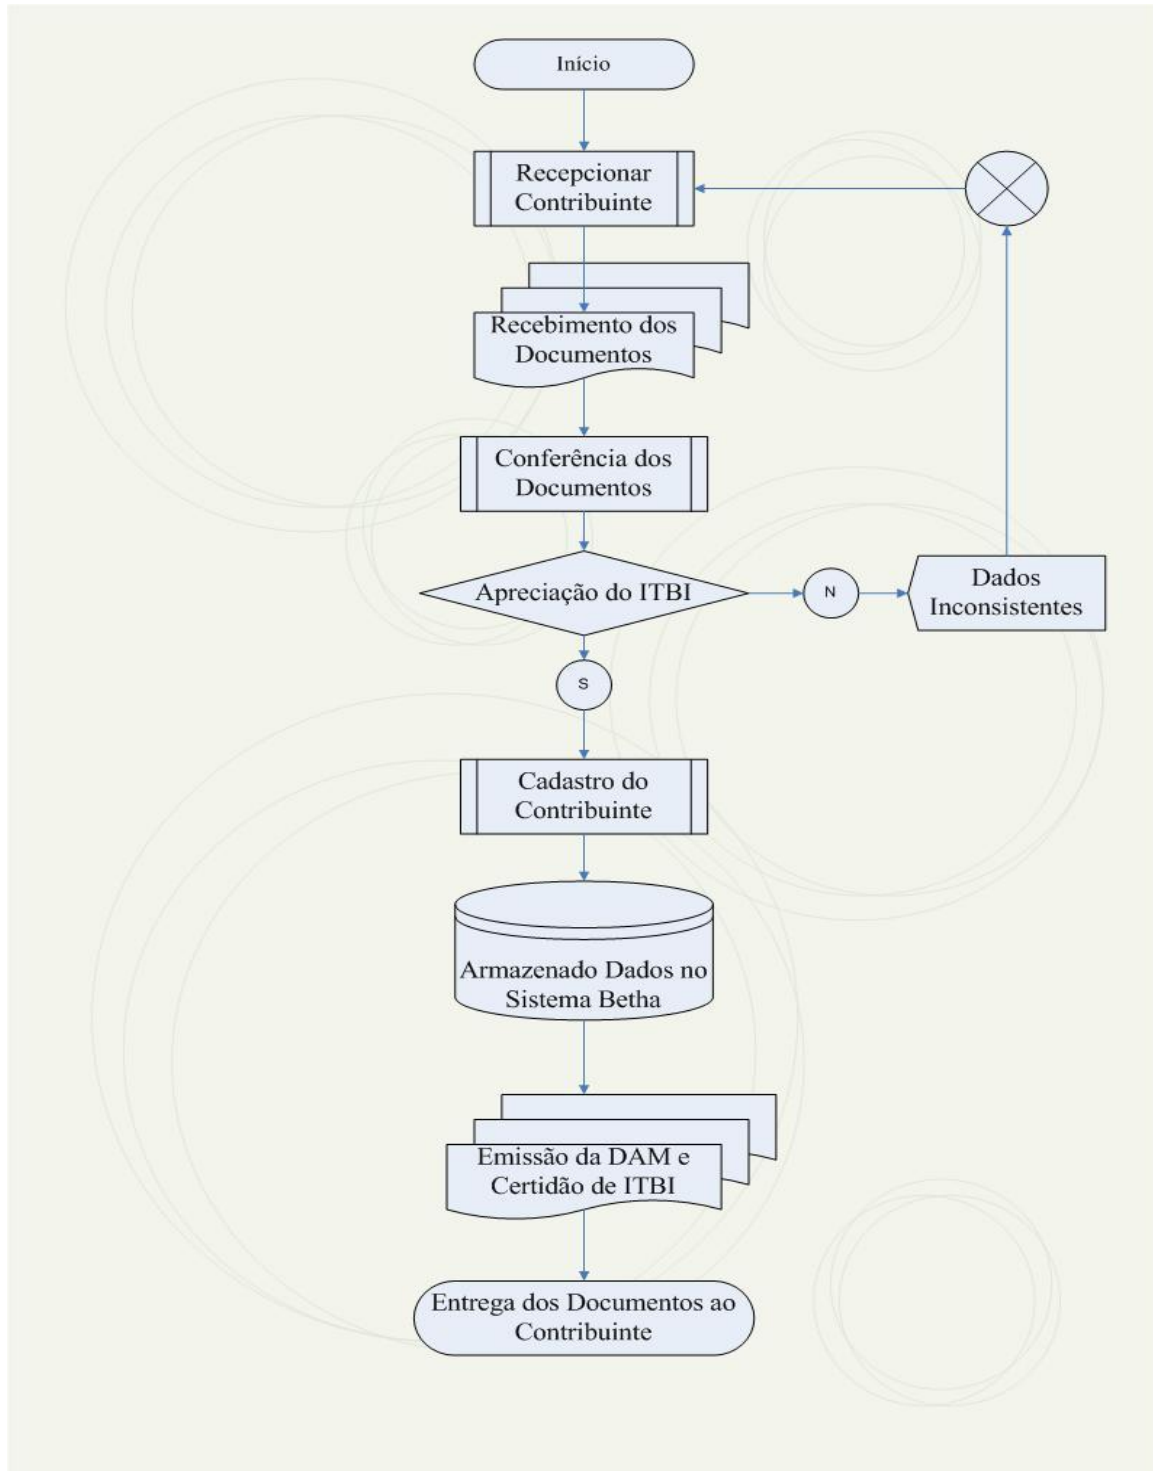 Início
Recepcionar
Contribuinte
Recebimento dos
Documentos
Conferência dos
Documentos
Apreciação do ITBI
N
Dados
Inconsistentes
S
Cadastro do
Contribuinte
Armazenado Dados no
Sistema Betha
Emissão da DAM e
Certidão de ITBI
Entrega dos Documentos ao
Contribuinte